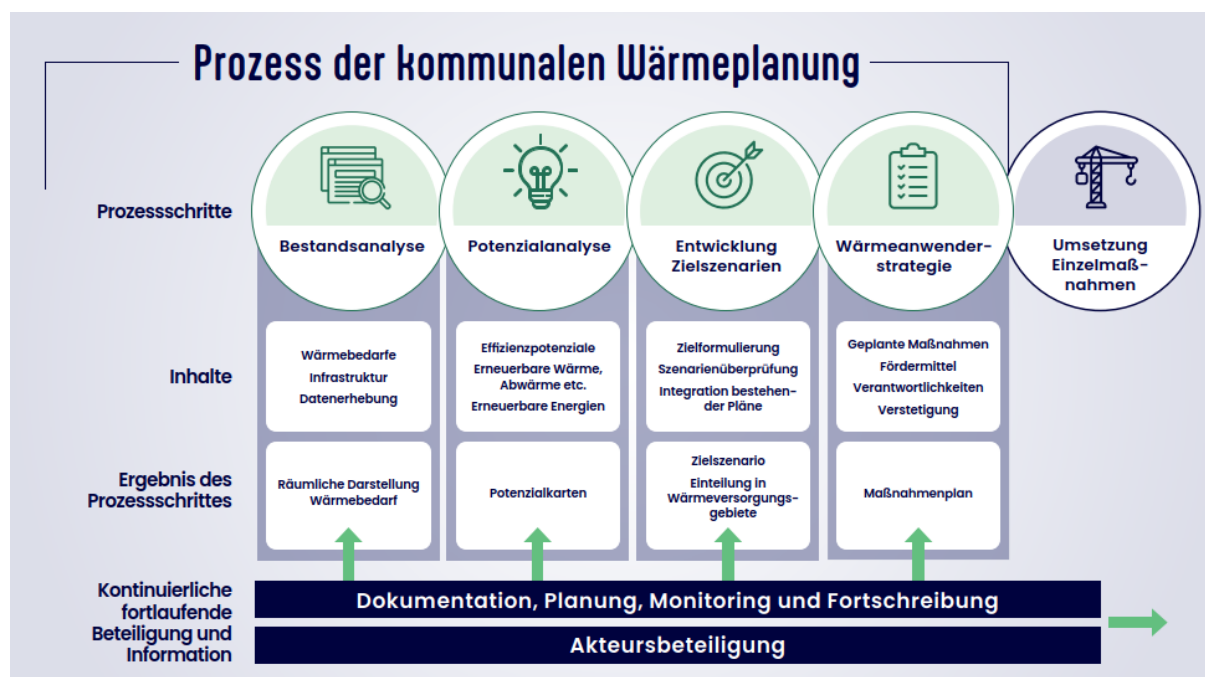 Prozess der kommunalen Wärmeplanung
Prozessschritte
Bestandsanalyse
Potenzialanalyse
Entwicklung
Zielszenarien
Wärmeanwender-
strategie
Umsetzung
Einzelmaß-
nahmen
Inhalte
Wärmebedarfe
Infrastruktur
Datenerhebung
Effizienzpotenziale
Erneuerbare Wärme,
Abwärme etc.
Erneuerbare Energien
Zielformulierung
Szenarienüberprüfung
Integration bestehen-
der Pläne
Geplante Maßnahmen
Fördermittel
Verantwortlichkeiten
Verstetigung
Ergebnis des
Prozessschrittes
Räumliche Darstellung
Wärmebedarf
Potenzialkarten
Zielszenario
Einteilung in
Wärmeversorgungs-
gebiete
Maßnahmenplan
Kontinuierliche
fortlaufende
Beteiligung und
Information
Dokumentation, Planung, Monitoring und Fortschreibung
Akteursbeteiligung